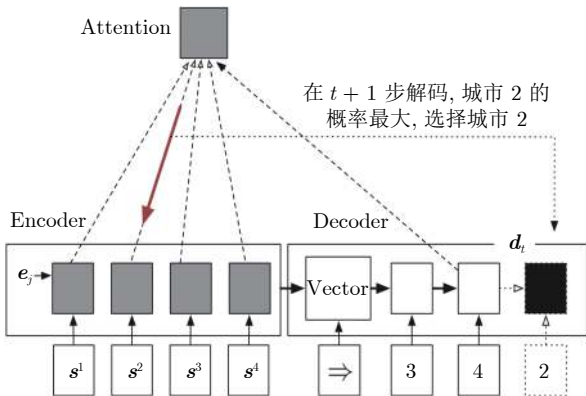 Attention
在 t + 1 步解码, 城市 2 的
概率最大, 选择城市 2
Encoder
Decoder
d_t
e_j
Vector
s^1
s^2
s^3
s^4
⇒
3
4
2